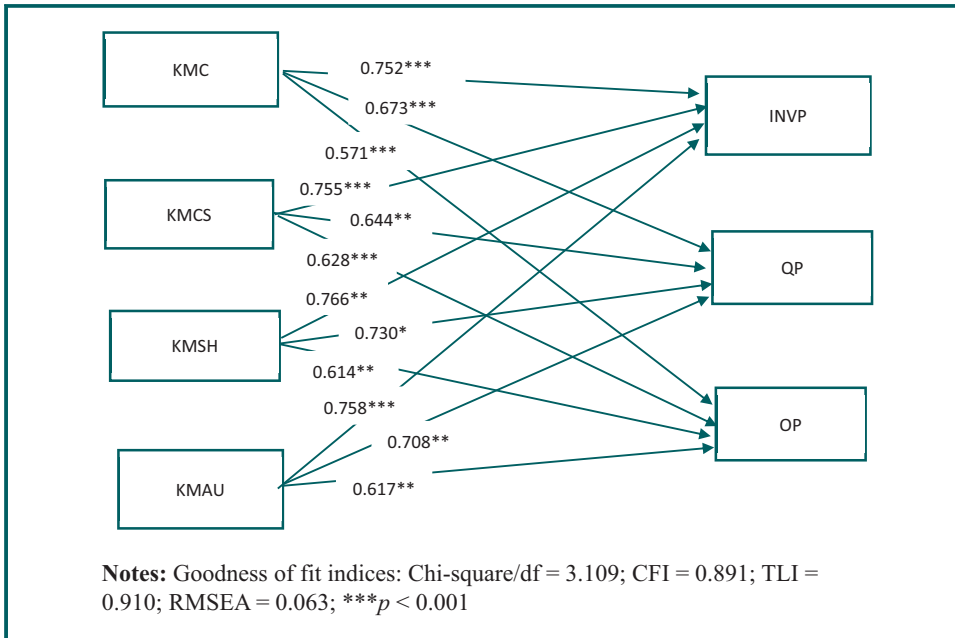 KMC
0.752***
INVP
0.673***
0.571***
0.755***
KMCS
0.644**
0.628***
QP
0.766**
0.730*
KMSH
0.614**
0.758***
OP
0.708**
KMAU
0.617**
Notes: Goodness of fit indices: Chi-square/df = 3.109; CFI = 0.891; TLI =
0.910; RMSEA = 0.063; ***p < 0.001